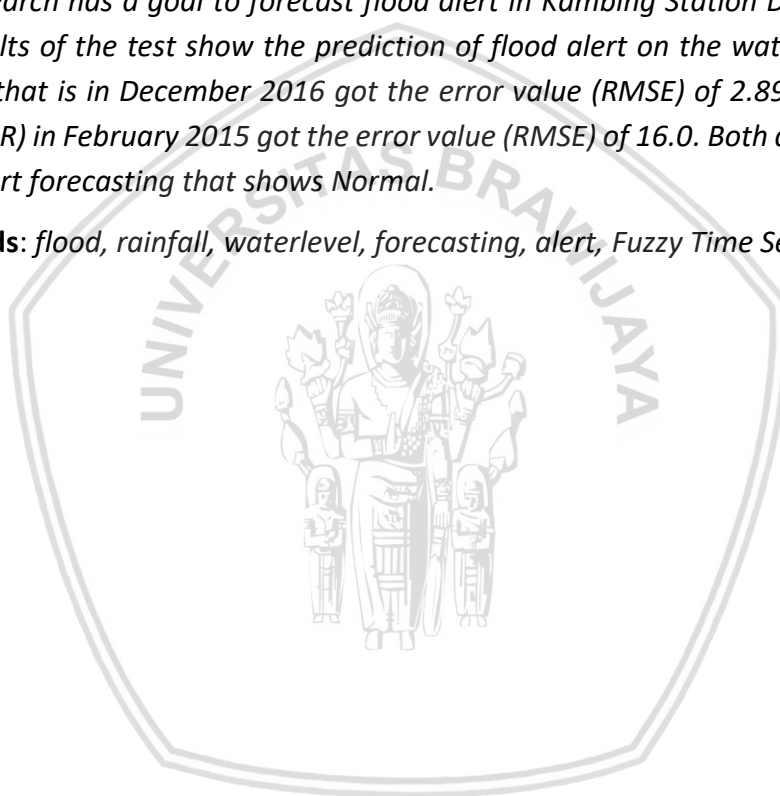 arch has a goal to forecast flood alert in Kambing Station D
lts of the test show the prediction of flood alert on the wat
that is in December 2016 got the error value (RMSE) of 2.89
R) in February 2015 got the error value (RMSE) of 16.0. Both
rt forecasting that shows Normal.
ds: flood, rainfall, waterlevel, forecasting, alert, Fuzzy Time Se
UNIVERSITAS BRAWIJAYA